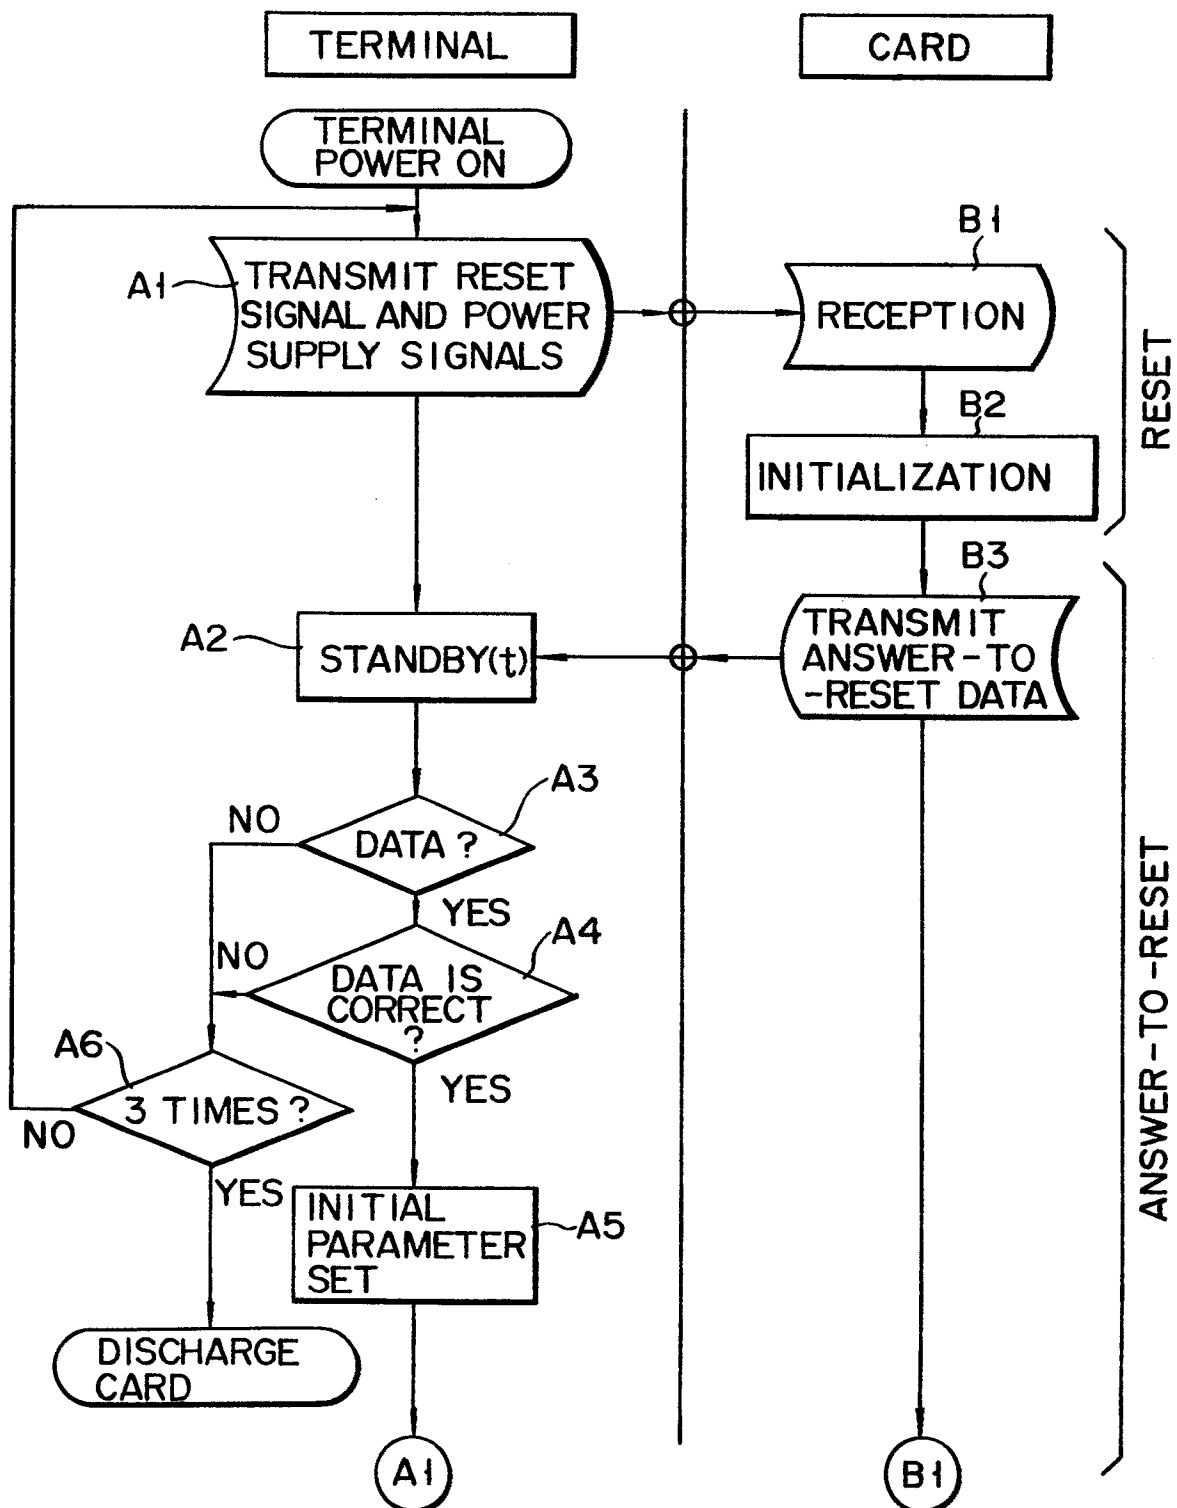 TERMINAL
CARD
TERMINAL
POWER ON
A1
TRANSMIT RESET
SIGNAL AND POWER
SUPPLY SIGNALS
B1
RECEPTION
B2
INITIALIZATION
RESET
B3
TRANSMIT
ANSWER-TO
-RESET DATA
A2
STANDBY(t)
A3
DATA ?
NO
YES
A4
DATA IS
CORRECT
?
NO
YES
A6
3 TIMES ?
NO
YES
INITIAL
PARAMETER
SET
A5
DISCHARGE
CARD
ANSWER-TO-RESET
A1
B1